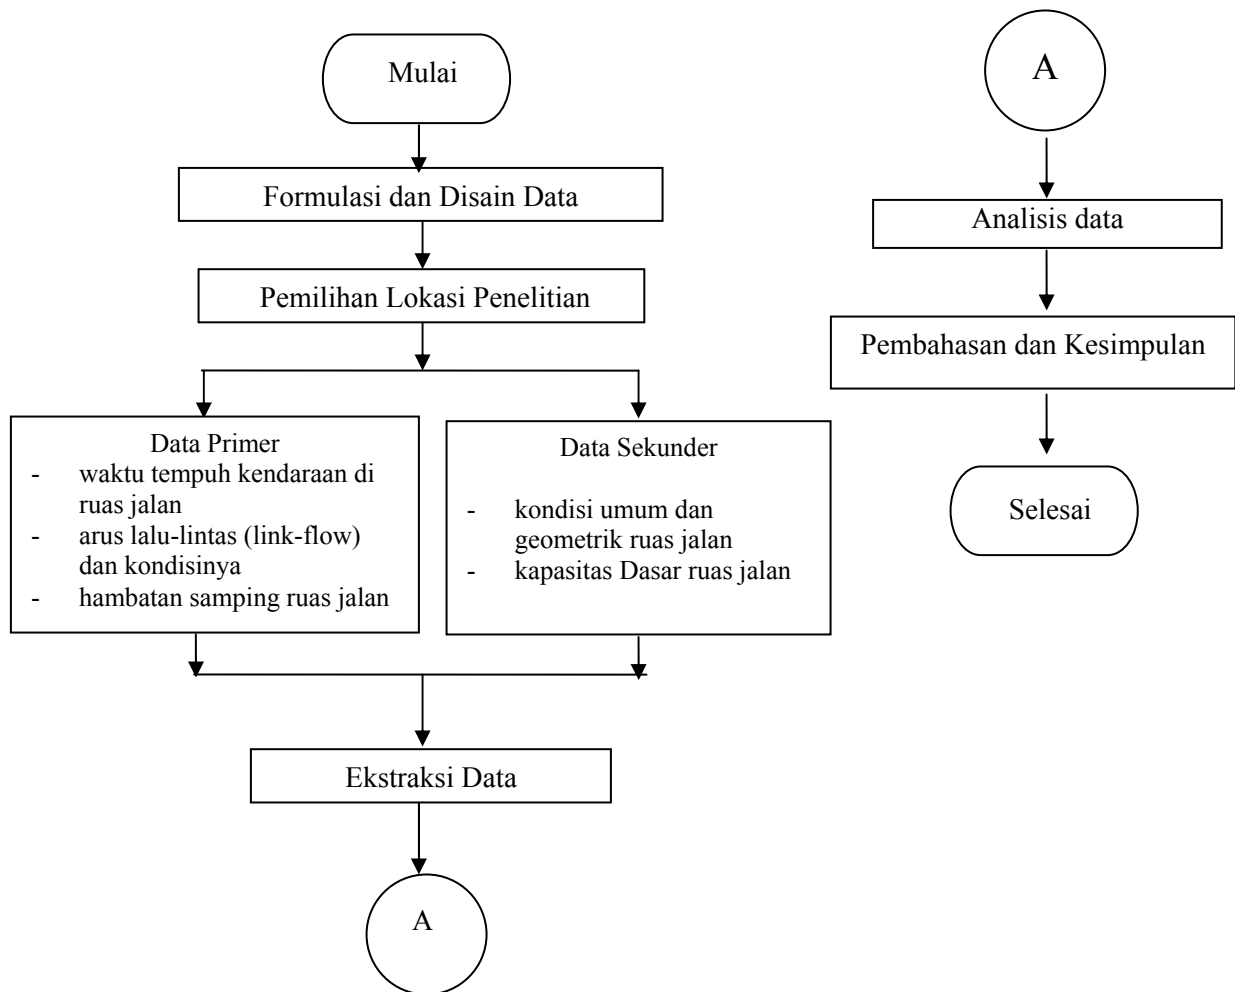 Mulai
Formulasi dan Disain Data
Pemilihan Lokasi Penelitian
Data Primer
- waktu tempuh kendaraan di
ruas jalan
- arus lalu-lintas (link-flow)
dan kondisinya
- hambatan samping ruas jalan
Data Sekunder
- kondisi umum dan
geometrik ruas jalan
- kapasitas Dasar ruas jalan
Ekstraksi Data
A
A
Analisis data
Pembahasan dan Kesimpulan
Selesai